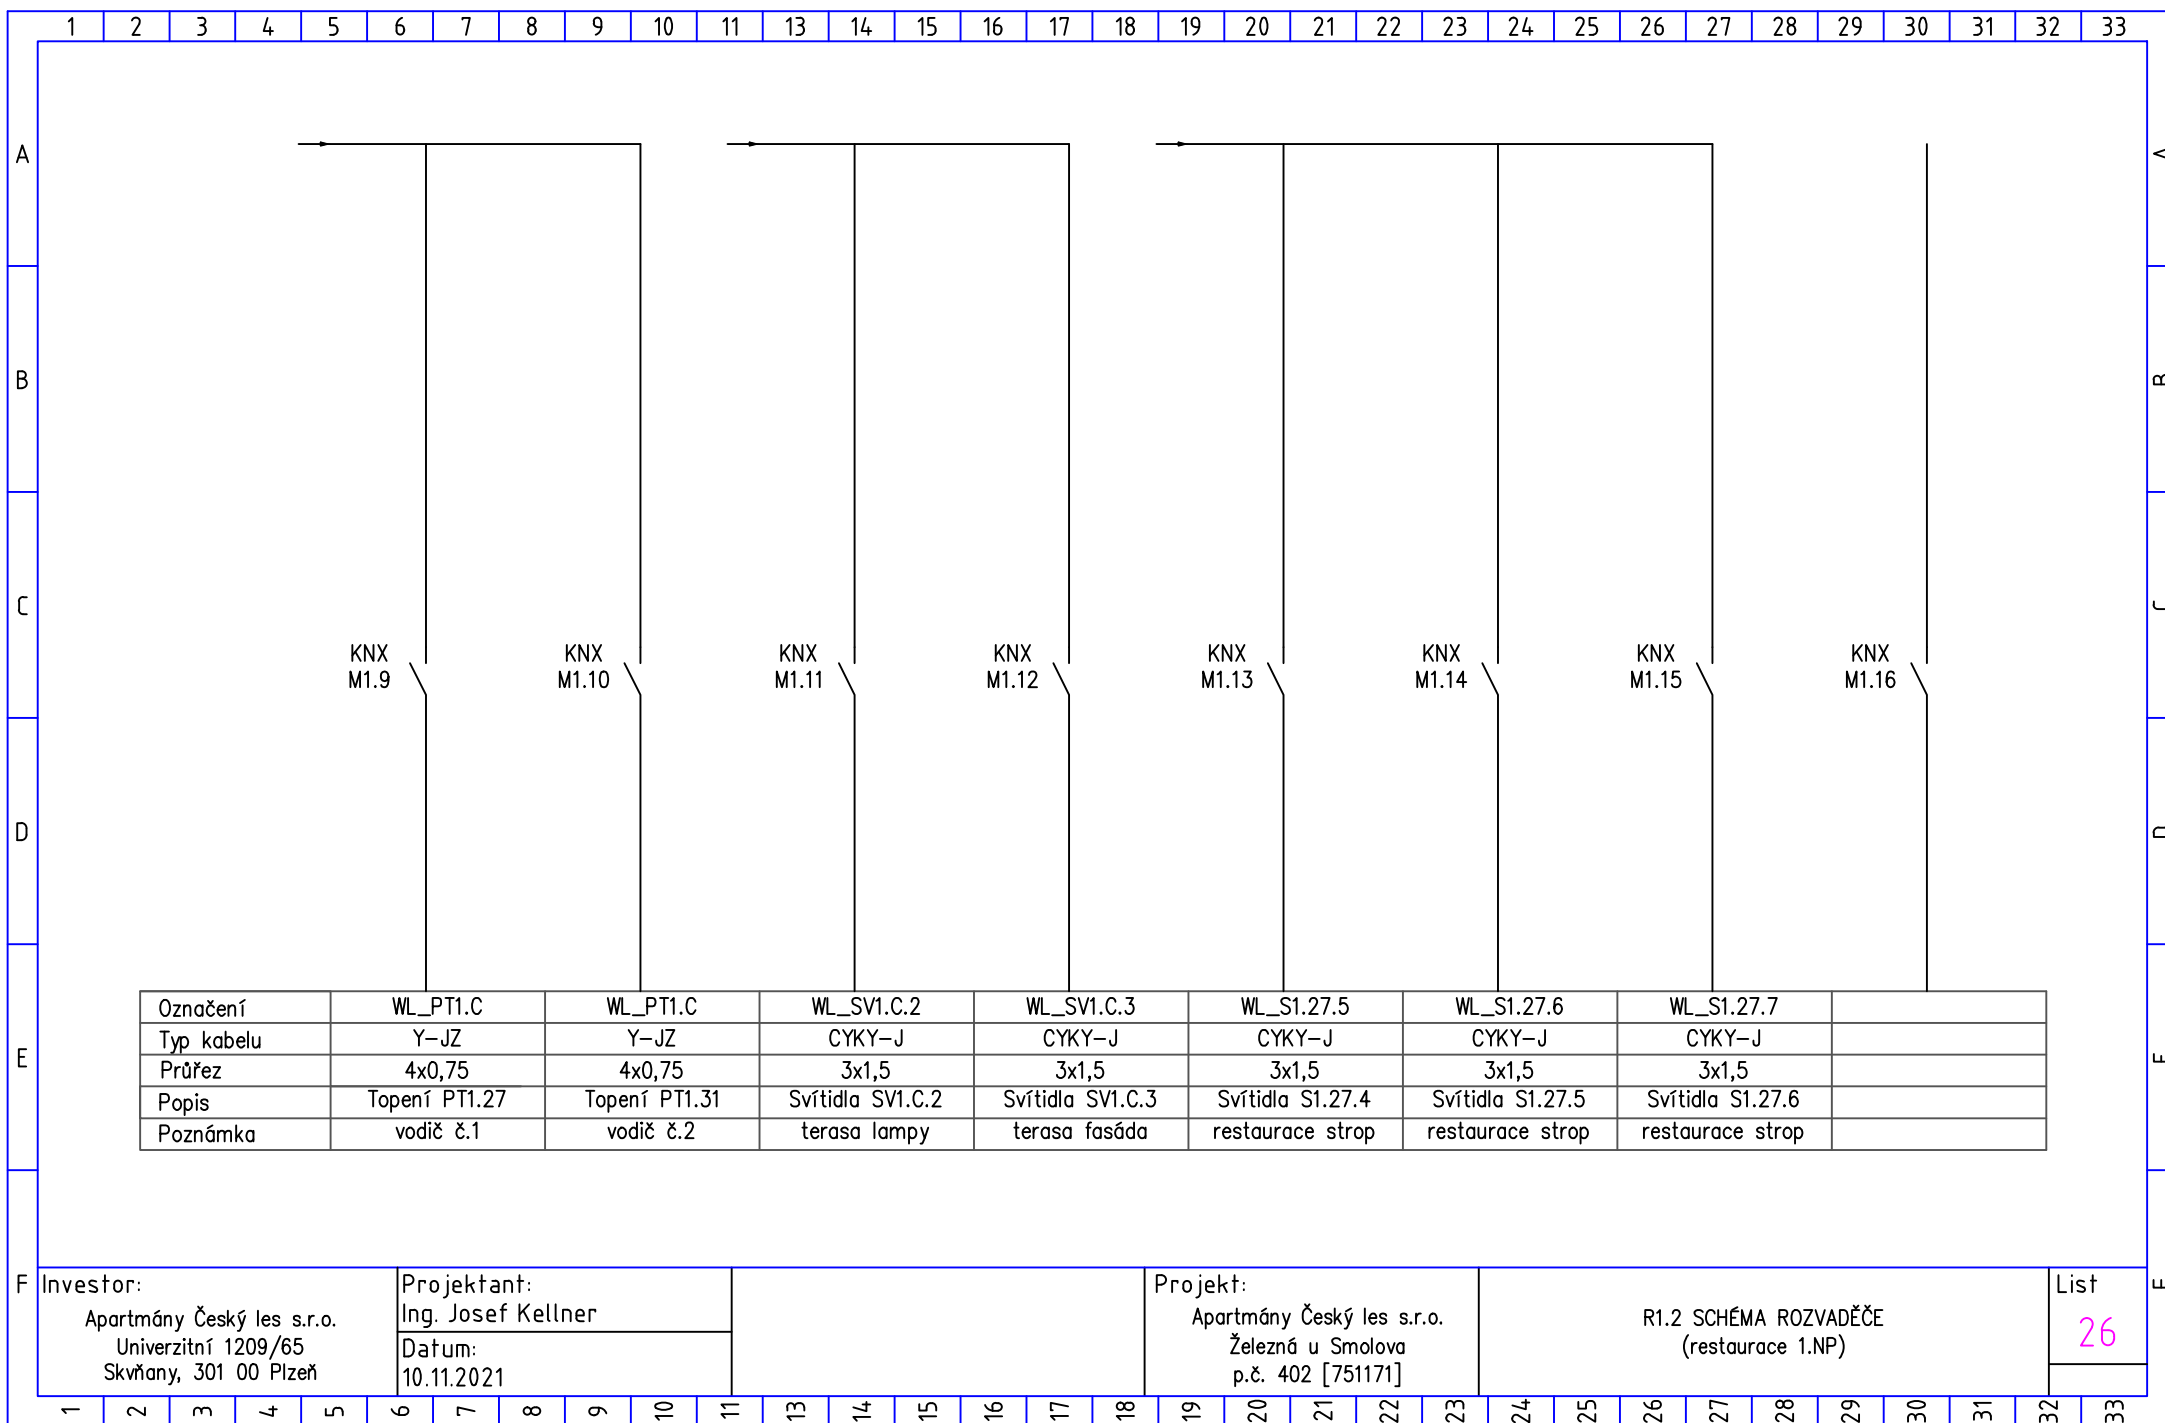 1 2 3 4 5 6 7 8 9 10 11 13 14 15 16 17 18 19 20 21 22 23 24 25 26 27 28 29 30 31 32 33
A A
B B
C C
KNX KNX KNX KNX KNX KNX KNX KNX
M1.9 M1.10 M1.11 M1.12 M1.13 M1.14 M1.15 M1.16
D D
Označení WL_PT1.C WL_PT1.C WL_SV1.C.2 WL_SV1.C.3 WL_S1.27.5 WL_S1.27.6 WL_S1.27.7
Typ kabelu Y-JZ Y-JZ CYKY-J CYKY-J CYKY-J CYKY-J CYKY-J
E E
Průřez 4x0,75 4x0,75 3x1,5 3x1,5 3x1,5 3x1,5 3x1,5
Popis Topení PT1.27 Topení PT1.31 Svítidla SV1.C.2 Svítidla SV1.C.3 Svítidla S1.27.4 Svítidla S1.27.5 Svítidla S1.27.6
Poznámka vodič č.1 vodič č.2 terasa lampy terasa fasáda restaurace strop restaurace strop restaurace strop
F F
Investor:
Apartmány Český les s.r.o.
Univerzitní 1209/65
Skvňany, 301 00 Plzeň
Projektant:
Ing. Josef Kellner
Datum:
10.11.2021
Projekt:
Apartmány Český les s.r.o.
Železná u Smolova
p.č. 402 [751171]
R1.2 SCHÉMA ROZVADĚČE
(restaurace 1.NP)
List
26
1 2 3 4 5 6 7 8 9 10 11 13 14 15 16 17 18 19 20 21 22 23 24 25 26 27 28 29 30 31 32 33